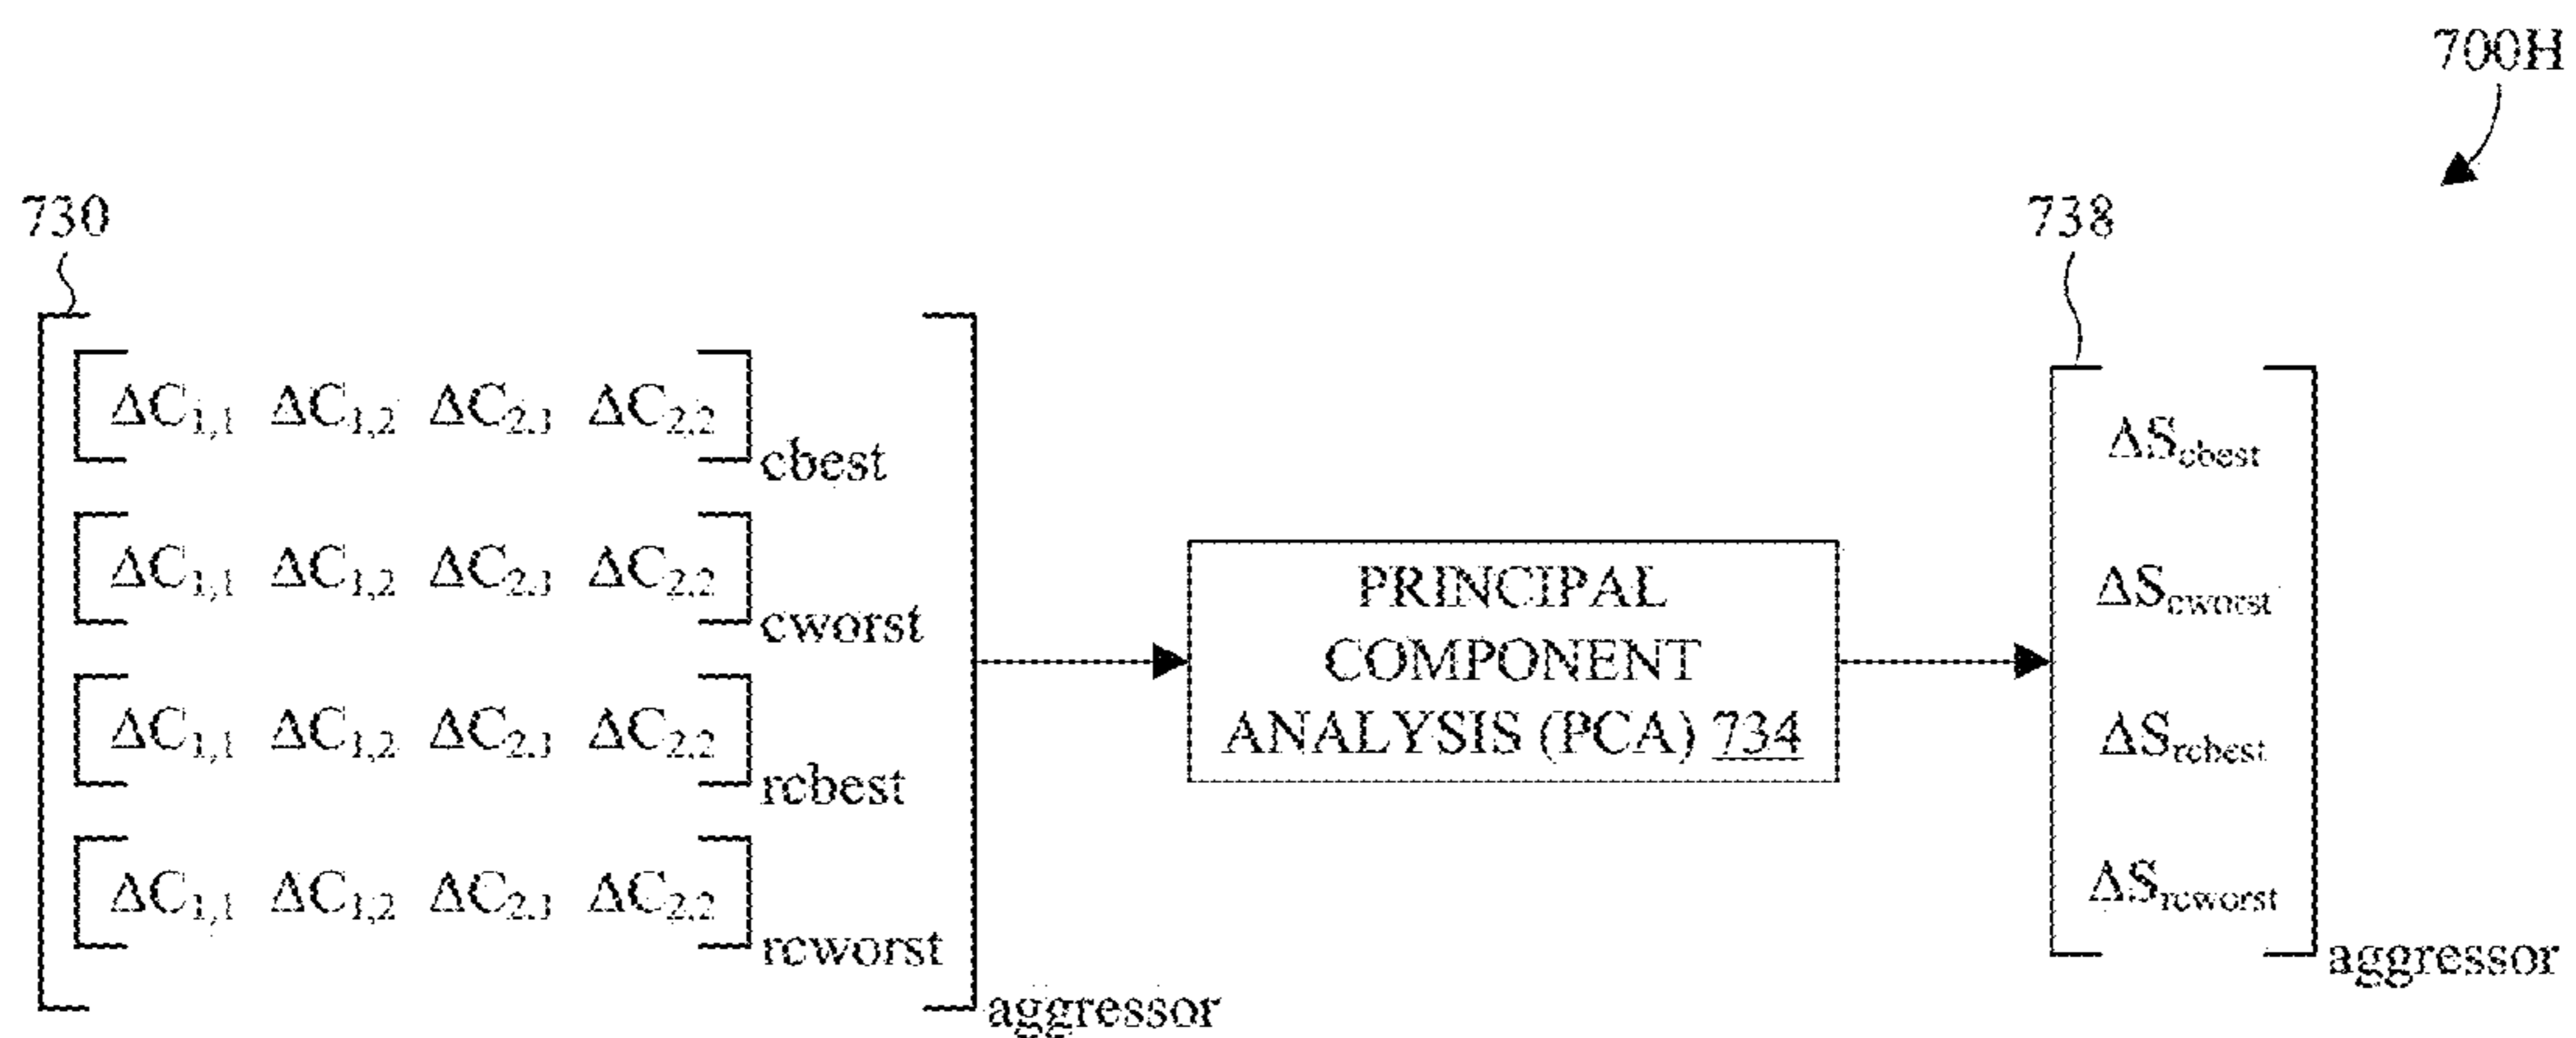 700H
730
738
ΔC1,1 ΔC1,2 ΔC2,1 ΔC2,2
cbest
ΔC1,1 ΔC1,2 ΔC2,1 ΔC2,2
cworst
ΔC1,1 ΔC1,2 ΔC2,1 ΔC2,2
rcbest
ΔC1,1 ΔC1,2 ΔC2,1 ΔC2,2
rcworst
aggressor
PRINCIPAL
COMPONENT
ANALYSIS (PCA) 734
ΔScbest
ΔScworst
ΔSrcbest
ΔSrcworst
aggressor